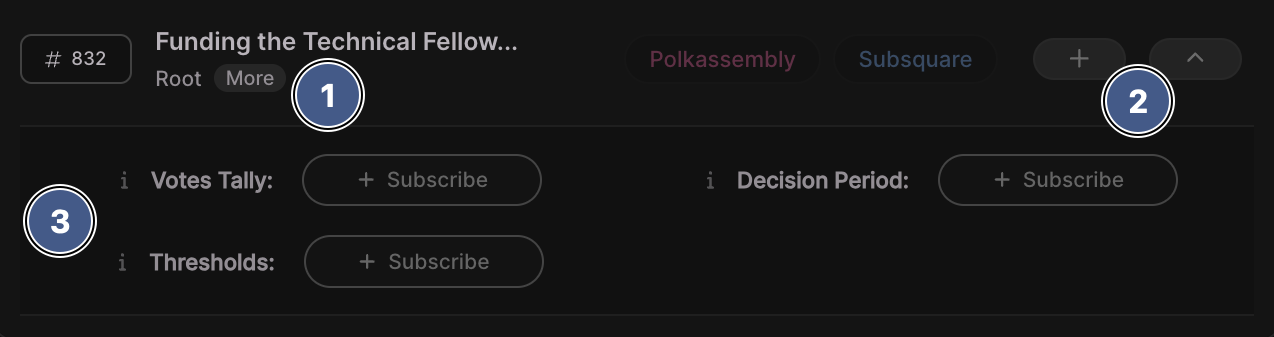 # 832
Funding the Technical Fellow...
Root More
1
Polkassembly
Subsquare
+
2
i Votes Tally: + Subscribe
i Decision Period: + Subscribe
3
i Thresholds: + Subscribe